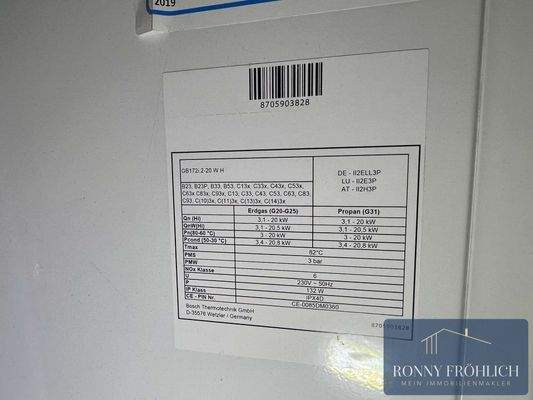 2019
8705903828
GB172i.2-20 W H
DE - II2ELL3P
LU - II2E3P
AT - II2H3P
B23, B23P, B33, B53, C13x, C33x, C43x, C53x,
C63x C83x, C93x, C13, C33, C43, C53, C63, C83,
C93, C(10)3x, C(11)3x, C(13)3x, C(14)3x
Erdgas (G20-G25) Propan (G31)
Qn (Hi) 3,1 - 20 kW 3,1 - 20 kW
QnW(Hi) 3,1 - 20,5 kW 3,1 - 20,5 kW
Pn(80-60 °C) 3 - 20 kW 3 - 20 kW
Pcond (50-30 °C) 3,4 - 20,8 kW 3,4 - 20,8 kW
Tmax 82°C
PMS 3 bar
PMW
NOx Klasse 6
U 230V ~ 50Hz
P 132 W
IP Klass IPX4D
CE - PIN Nr. CE-0085DM0360
Bosch Thermotechnik GmbH
D-35576 Wetzlar / Germany
8705903828
RONNY FRÖHLICH
MEIN IMMOBILIENMAKLER